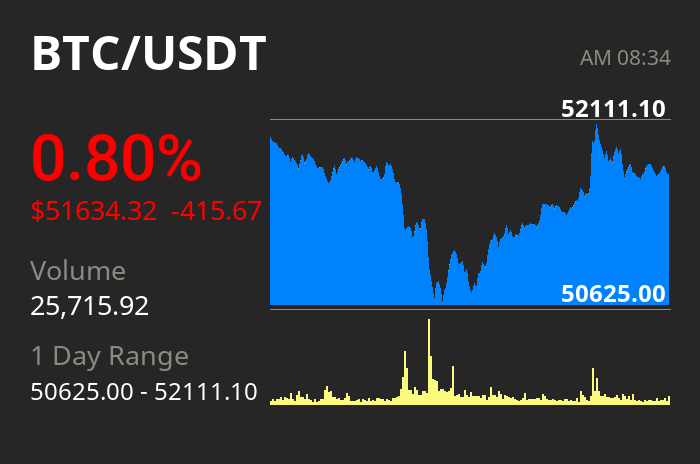 BTC/USDT
AM 08:34
52111.10
0.80%
$51634.32 -415.67
Volume
25,715.92
50625.00
1 Day Range
50625.00 - 52111.10